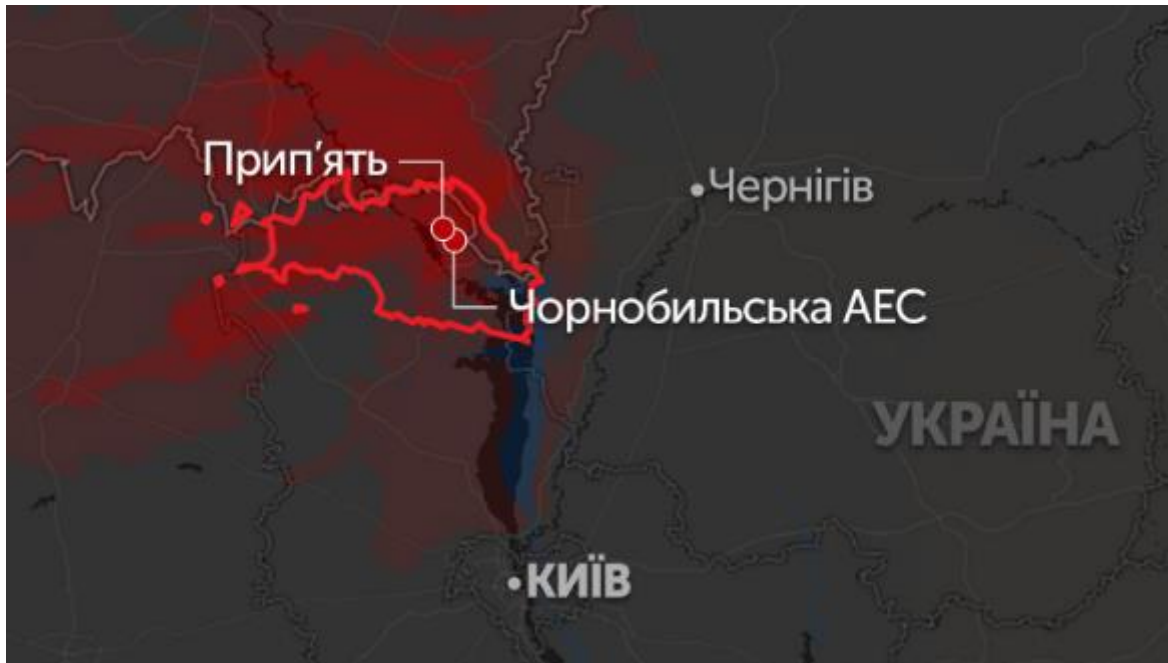 Прип’ять
Чернігів
Чорнобильська АЕС
УКРАЇНА
КИЇВ